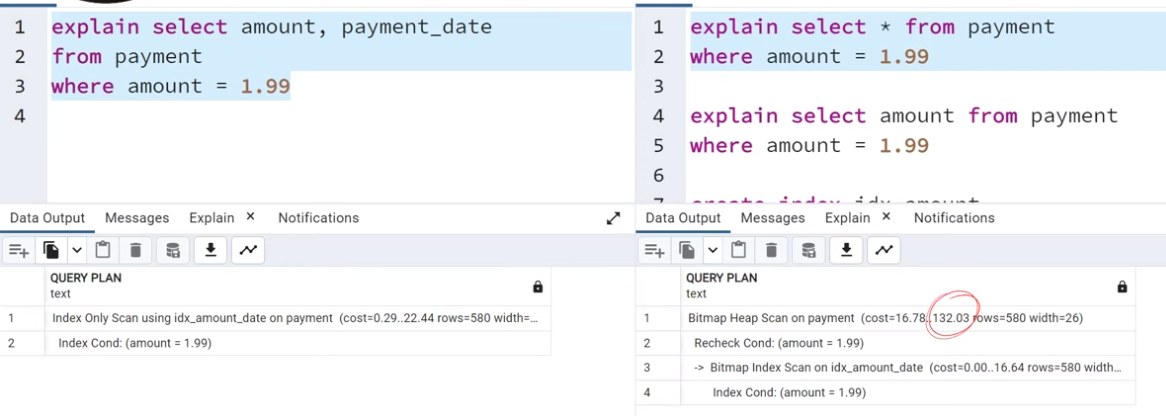 1 explain select amount, payment_date
2 from payment
3 where amount = 1.99
4
Data Output Messages Explain × Notifications
QUERY PLAN
text
1 Index Only Scan using idx_amount_date on payment (cost=0.29..22.44 rows=580 width=...
2 Index Cond: (amount = 1.99)
1 explain select * from payment
2 where amount = 1.99
3
4 explain select amount from payment
5 where amount = 1.99
6
7 create index idx_amount
Data Output Messages Explain × Notifications
QUERY PLAN
text
1 Bitmap Heap Scan on payment (cost=16.78..132.03 rows=580 width=26)
2 Recheck Cond: (amount = 1.99)
3 -> Bitmap Index Scan on idx_amount_date (cost=0.00..16.64 rows=580 width...
4 Index Cond: (amount = 1.99)